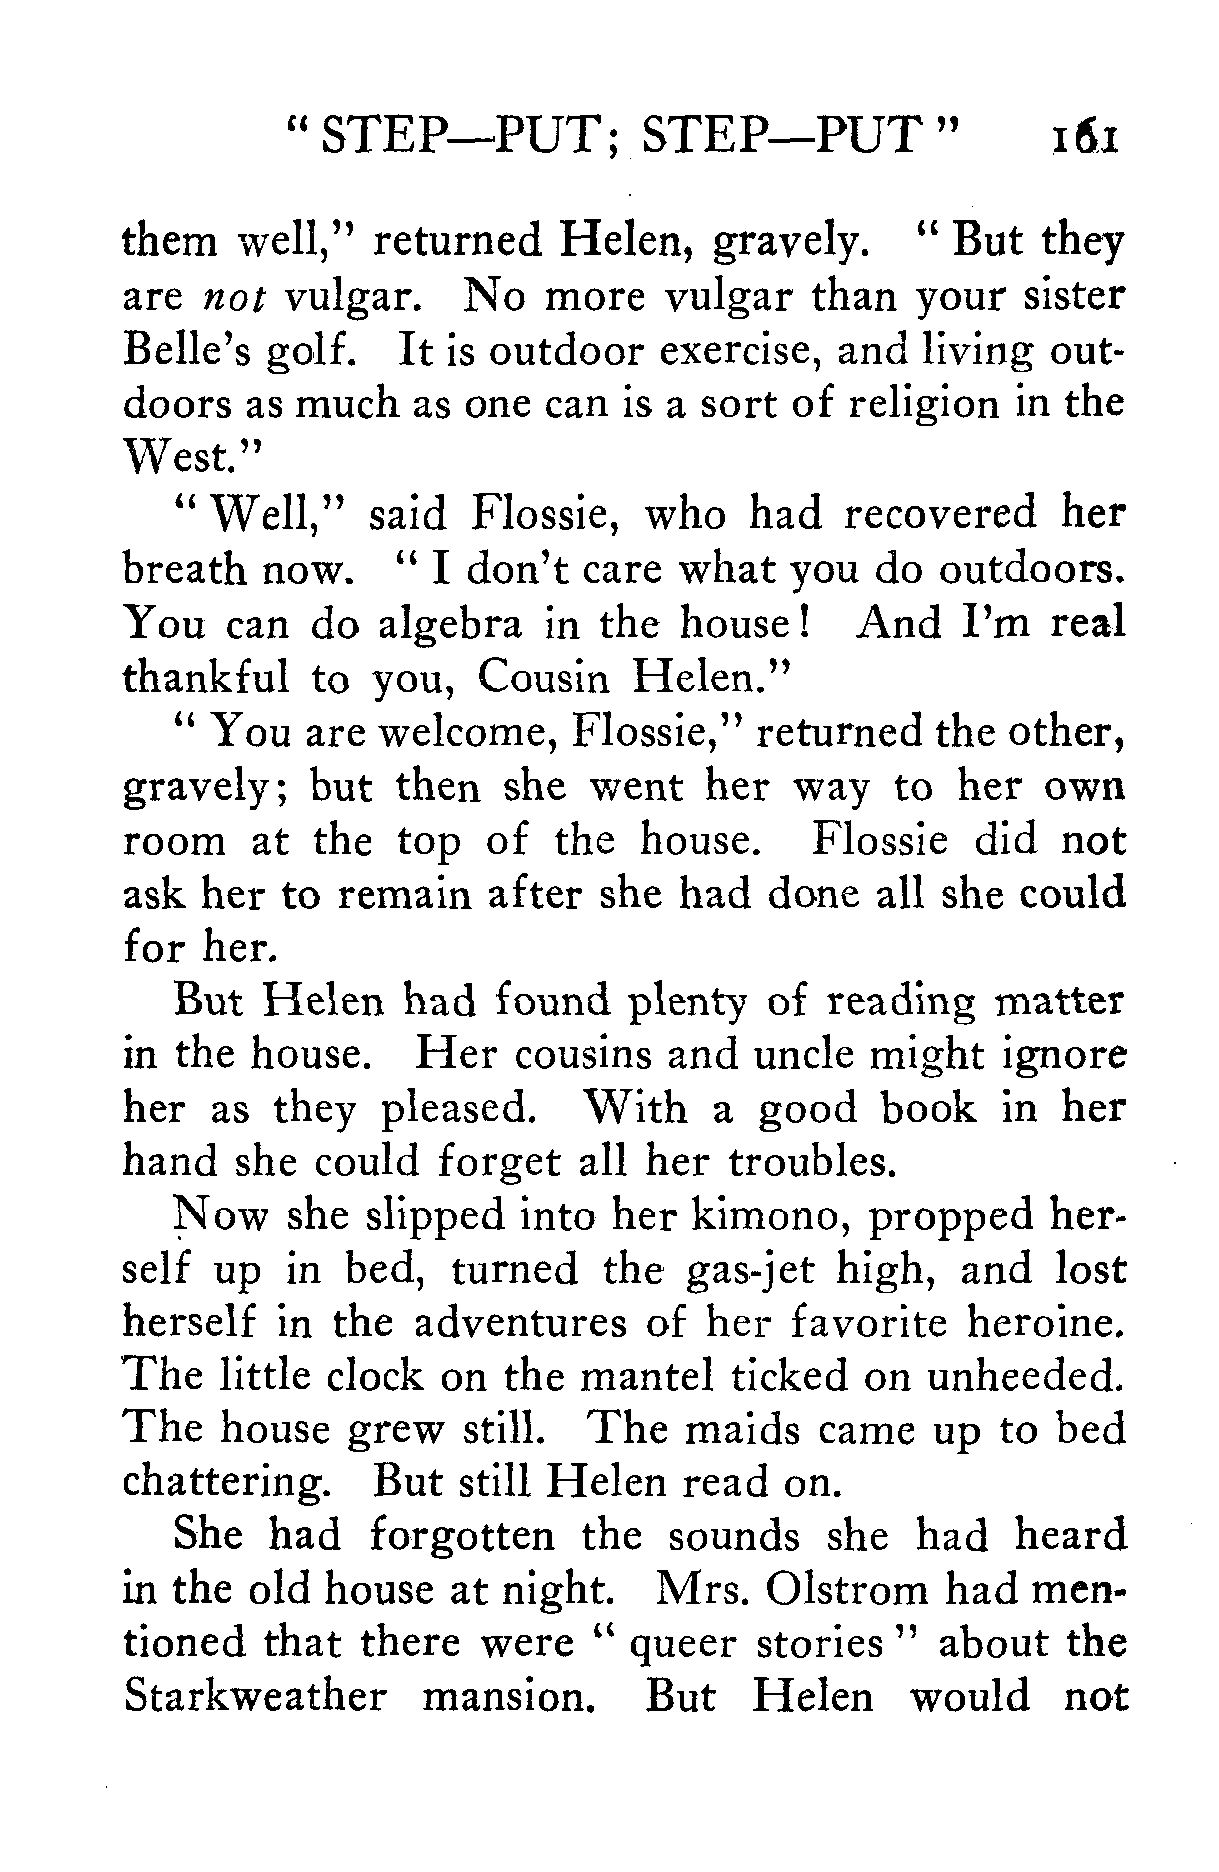 “ STEP—PUT; STEP—PUT ” 161
them well,” returned Helen, gravely. “ But they
are not vulgar. No more vulgar than your sister
Belle’s golf. It is outdoor exercise, and living out-
doors as much as one can is a sort of religion in the
West.”
“ Well,” said Flossie, who had recovered her
breath now. “ I don’t care what you do outdoors.
You can do algebra in the house! And I’m real
thankful to you, Cousin Helen.”
“ You are welcome, Flossie,” returned the other,
gravely; but then she went her way to her own
room at the top of the house. Flossie did not
ask her to remain after she had done all she could
for her.
But Helen had found plenty of reading matter
in the house. Her cousins and uncle might ignore
her as they pleased. With a good book in her
hand she could forget all her troubles.
Now she slipped into her kimono, propped her-
self up in bed, turned the gas-jet high, and lost
herself in the adventures of her favorite heroine.
The little clock on the mantel ticked on unheeded.
The house grew still. The maids came up to bed
chattering. But still Helen read on.
She had forgotten the sounds she had heard
in the old house at night. Mrs. Olstrom had men-
tioned that there were “ queer stories ” about the
Starkweather mansion. But Helen would not